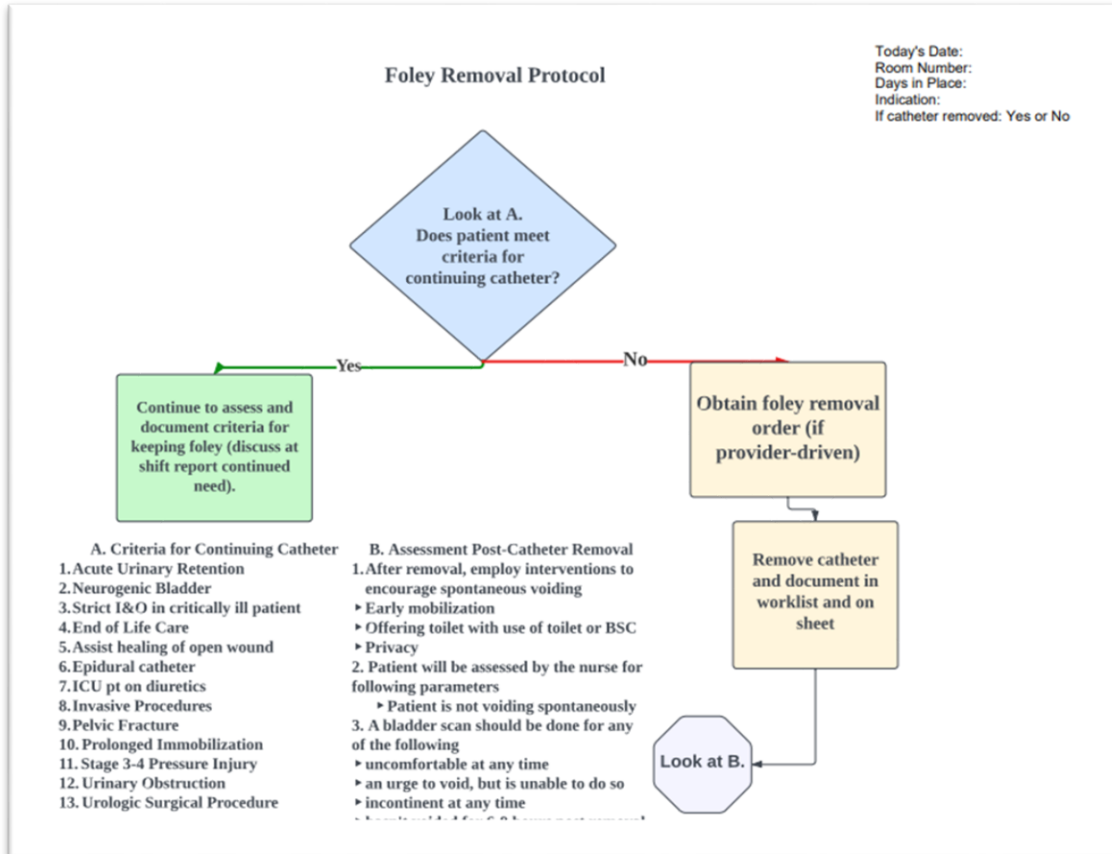 Today's Date:
Room Number:
Days in Place:
Indication:
If catheter removed: Yes or No
Foley Removal Protocol
Look at A.
Does patient meet
criteria for
continuing catheter?
Yes
No
Continue to assess and
document criteria for
keeping foley (discuss at
shift report continued
need).
Obtain foley removal
order (if
provider-driven)
Remove catheter
and document in
worklist and on
sheet
Look at B.
A. Criteria for Continuing Catheter
1. Acute Urinary Retention
2. Neurogenic Bladder
3. Strict I&O in critically ill patient
4. End of Life Care
5. Assist healing of open wound
6. Epidural catheter
7. ICU pt on diuretics
8. Invasive Procedures
9. Pelvic Fracture
10. Prolonged Immobilization
11. Stage 3-4 Pressure Injury
12. Urinary Obstruction
13. Urologic Surgical Procedure
B. Assessment Post-Catheter Removal
1. After removal, employ interventions to
encourage spontaneous voiding
‣ Early mobilization
‣ Offering toilet with use of toilet or BSC
‣ Privacy
2. Patient will be assessed by the nurse for
following parameters
‣ Patient is not voiding spontaneously
3. A bladder scan should be done for any
of the following
‣ uncomfortable at any time
‣ an urge to void, but is unable to do so
‣ incontinent at any time